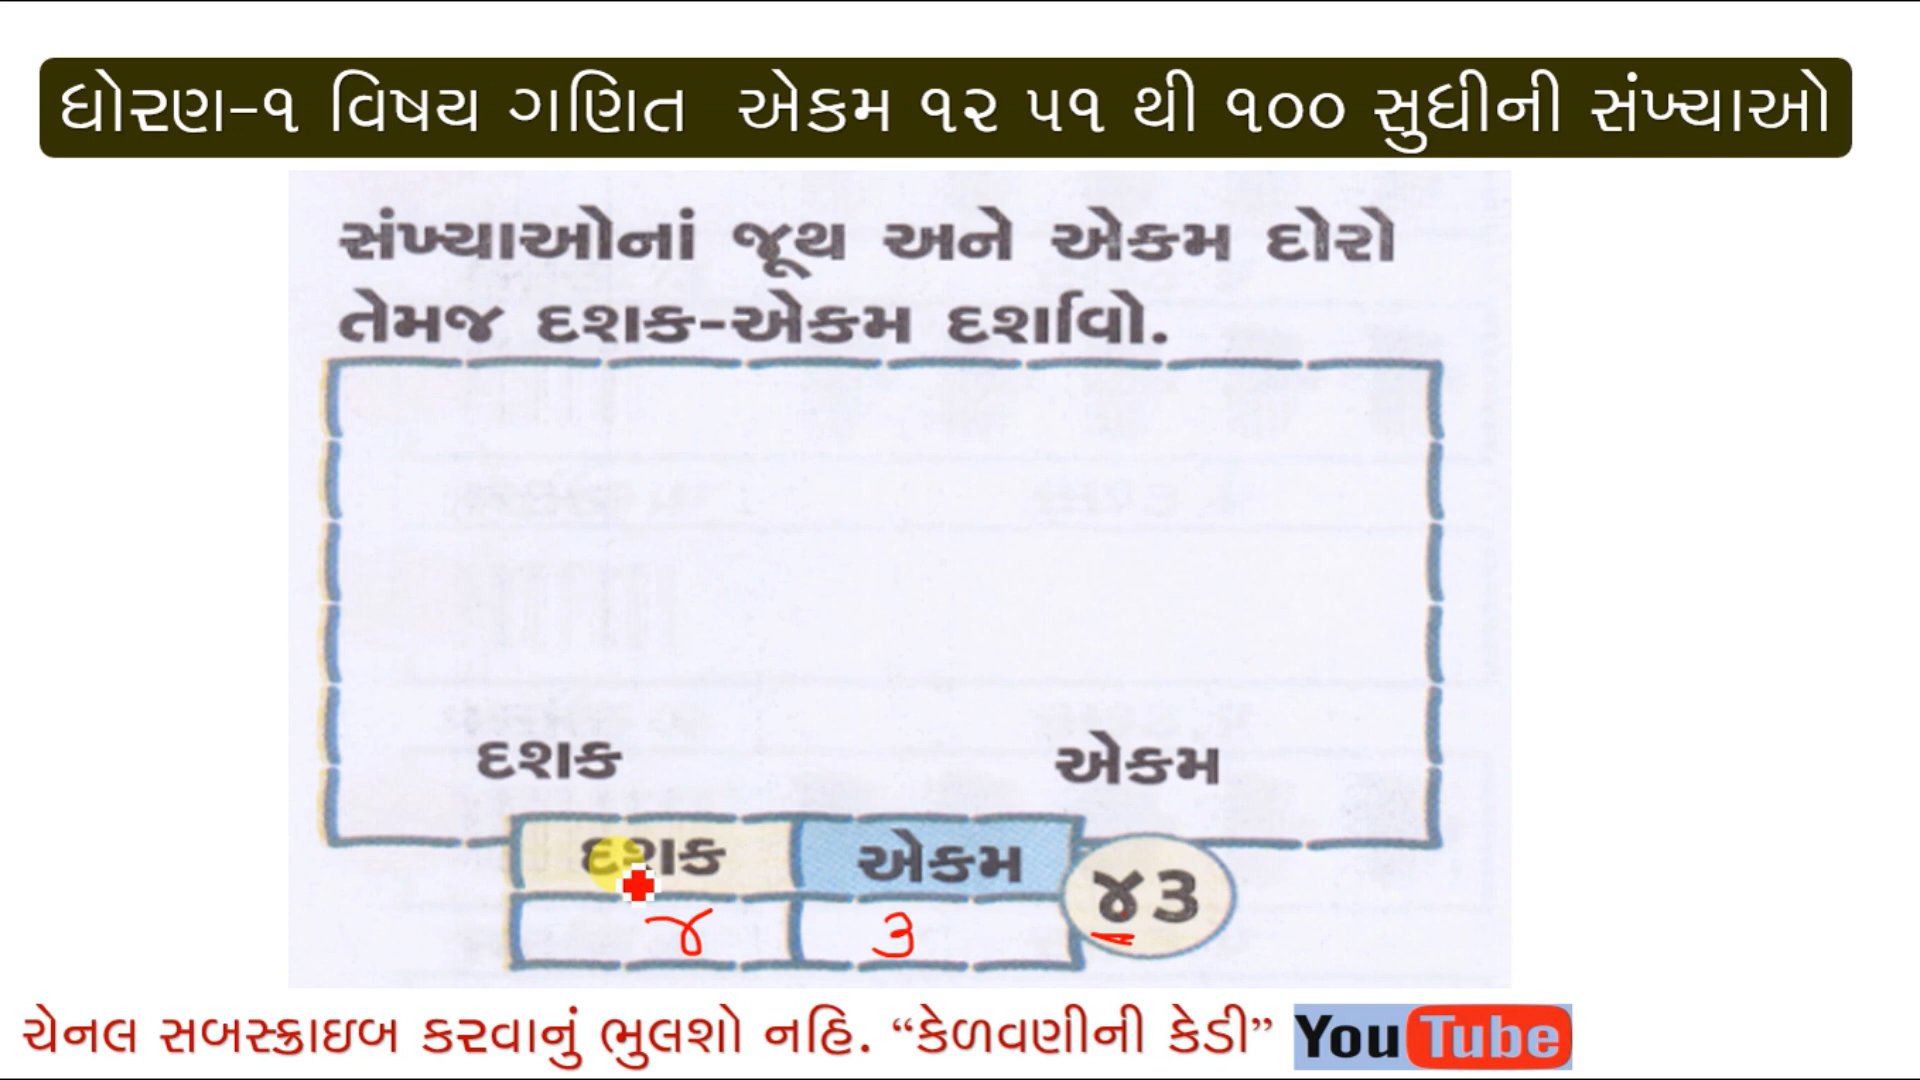 ધોરણ-૧ વિષય ગણિત એકમ ૧૨ ૫૧ થી ૧૦૦ સુધીની સંખ્યાઓ
સંખ્યાઓનાં જૂથ અને એકમ દોરો
તેમજ દશક-એકમ દર્શાવો.
દશક એકમ
દશક એકમ
૪ ૩ ૪૩
ચેનલ સબસ્ક્રાઇબ કરવાનું ભુલશો નહિ. “કેળવણીની કેડી” YouTube